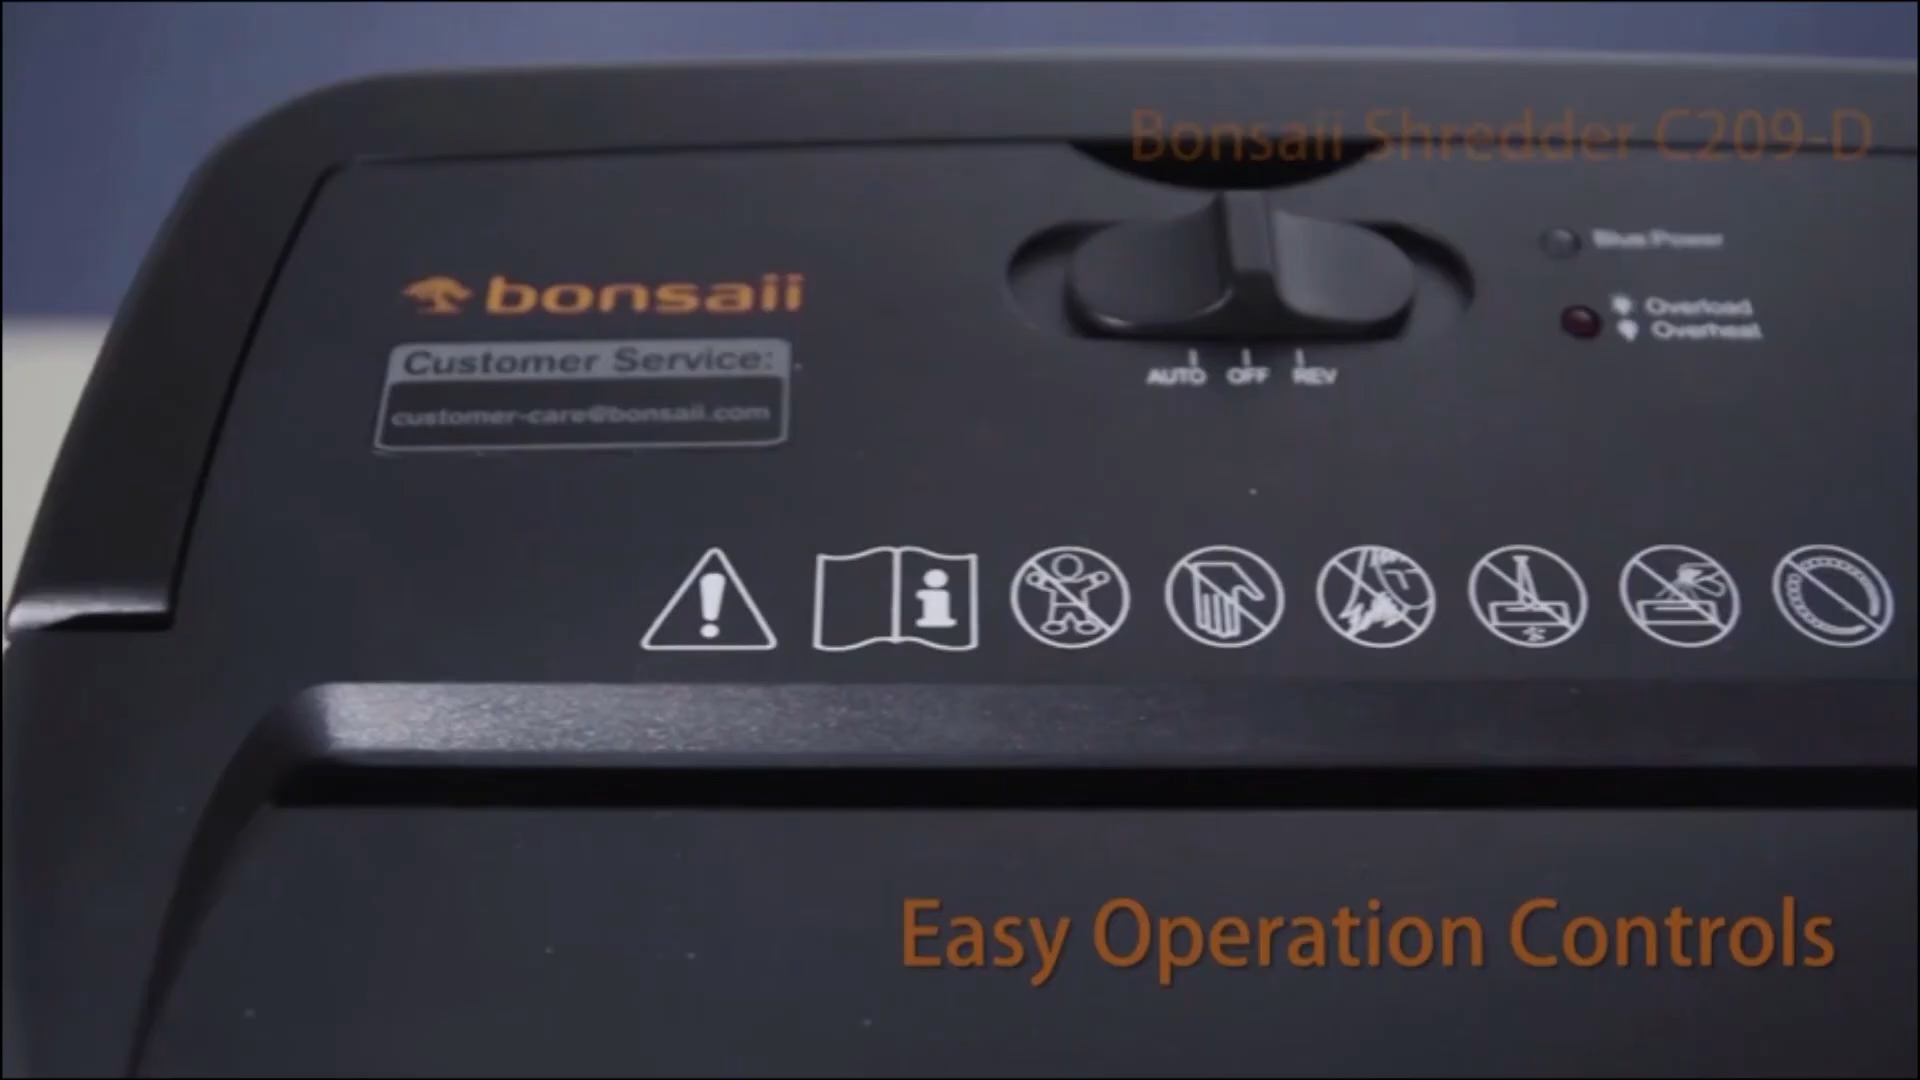 Bonsaii Shredder C209-D
Blue:Power
bonsaii
Overload
Overheat
Customer Service:
AUTO OFF REV
customer-care@bonsaii.com
Easy Operation Controls